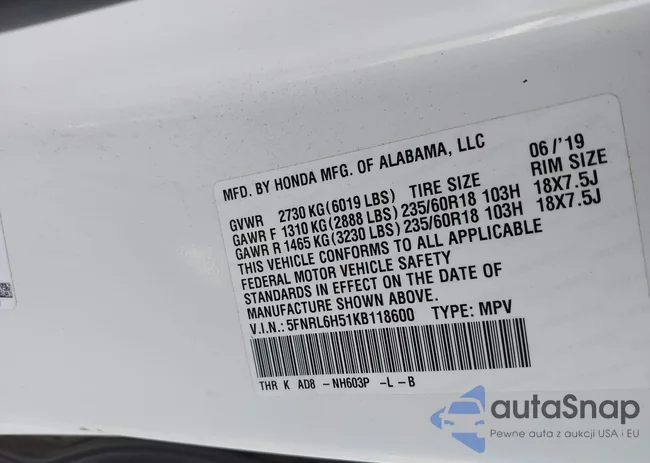 MFD. BY HONDA MFG. OF ALABAMA, LLC 06/'19
GVWR 2730 KG(6019 LBS) TIRE SIZE RIM SIZE
GAWR F 1310 KG(2888 LBS)235/60R18 103H 18X7.5J
GAWR R 1465 KG(3230 LBS)235/60R18 103H 18X7.5J
THIS VEHICLE CONFORMS TO ALL APPLICABLE
FEDERAL MOTOR VEHICLE SAFETY
STANDARDS IN EFFECT ON THE DATE OF
MANUFACTURE SHOWN ABOVE.
V.I.N.: 5FNRL6H51KB118600 TYPE: MPV
THR K AD8 -NH603P -L -B
autaSnap
Pewne auta z aukcji USA i EU